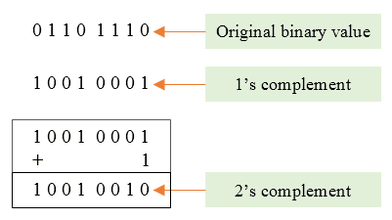 0 1 1 0 1 1 1 0 Original binary value
1 0 0 1 0 0 0 1 1’s complement
1 0 0 1 0 0 0 1
+ 1
1 0 0 1 0 0 1 0 2’s complement